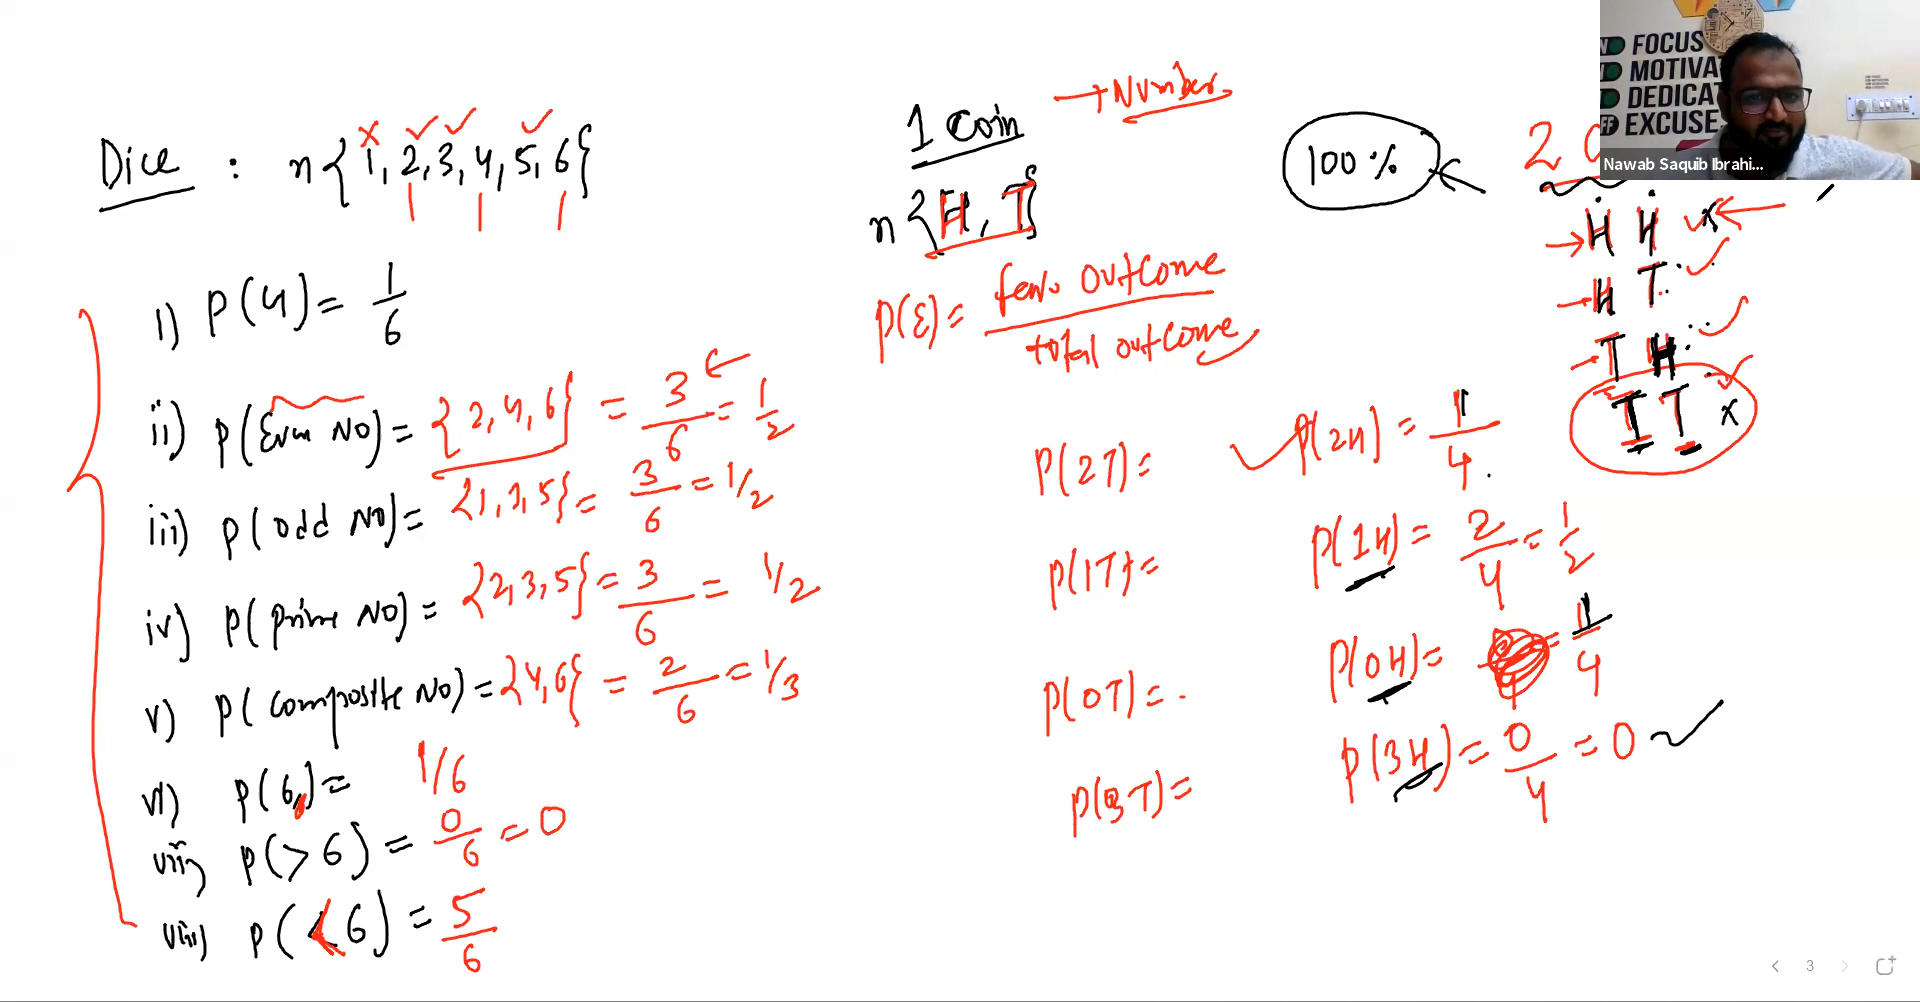 Dice : n{1, 2, 3, 4, 5, 6}
i) P(4) = 1/6
ii) P(Even NO) = {2, 4, 6} = 3/6 = 1/2
iii) P(odd NO) = {1, 3, 5} = 3/6 = 1/2
iv) P(prime NO) = {2, 3, 5} = 3/6 = 1/2
v) P(composite NO) = {4, 6} = 2/6 = 1/3
vi) P(6) = 1/6
vii) P(>6) = 0/6 = 0
viii) P(<6) = 5/6
1 Coin → Number
n{H, T}
P(E) = fav. outcome / total outcome
P(2T) =
P(1T) =
P(0T) =
P(3T) =
100 %
P(2H) = 1/4
P(1H) = 2/4 = 1/2
P(0H) = 1/4
P(3H) = 0/4 = 0
2 C
H H
H T
T H
T T
FOCUS
MOTIVA
DEDICAT
FF EXCUSE
Nawab Saquib Ibrahi...
3